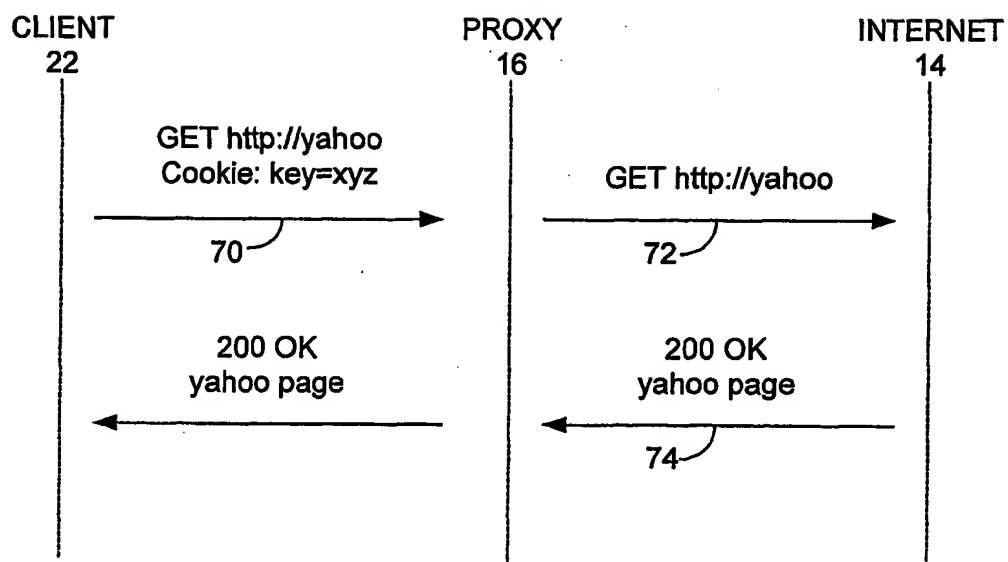 CLIENT
22
PROXY
16
INTERNET
14
GET http://yahoo
Cookie: key=xyz
70
GET http://yahoo
72
200 OK
yahoo page
200 OK
yahoo page
74